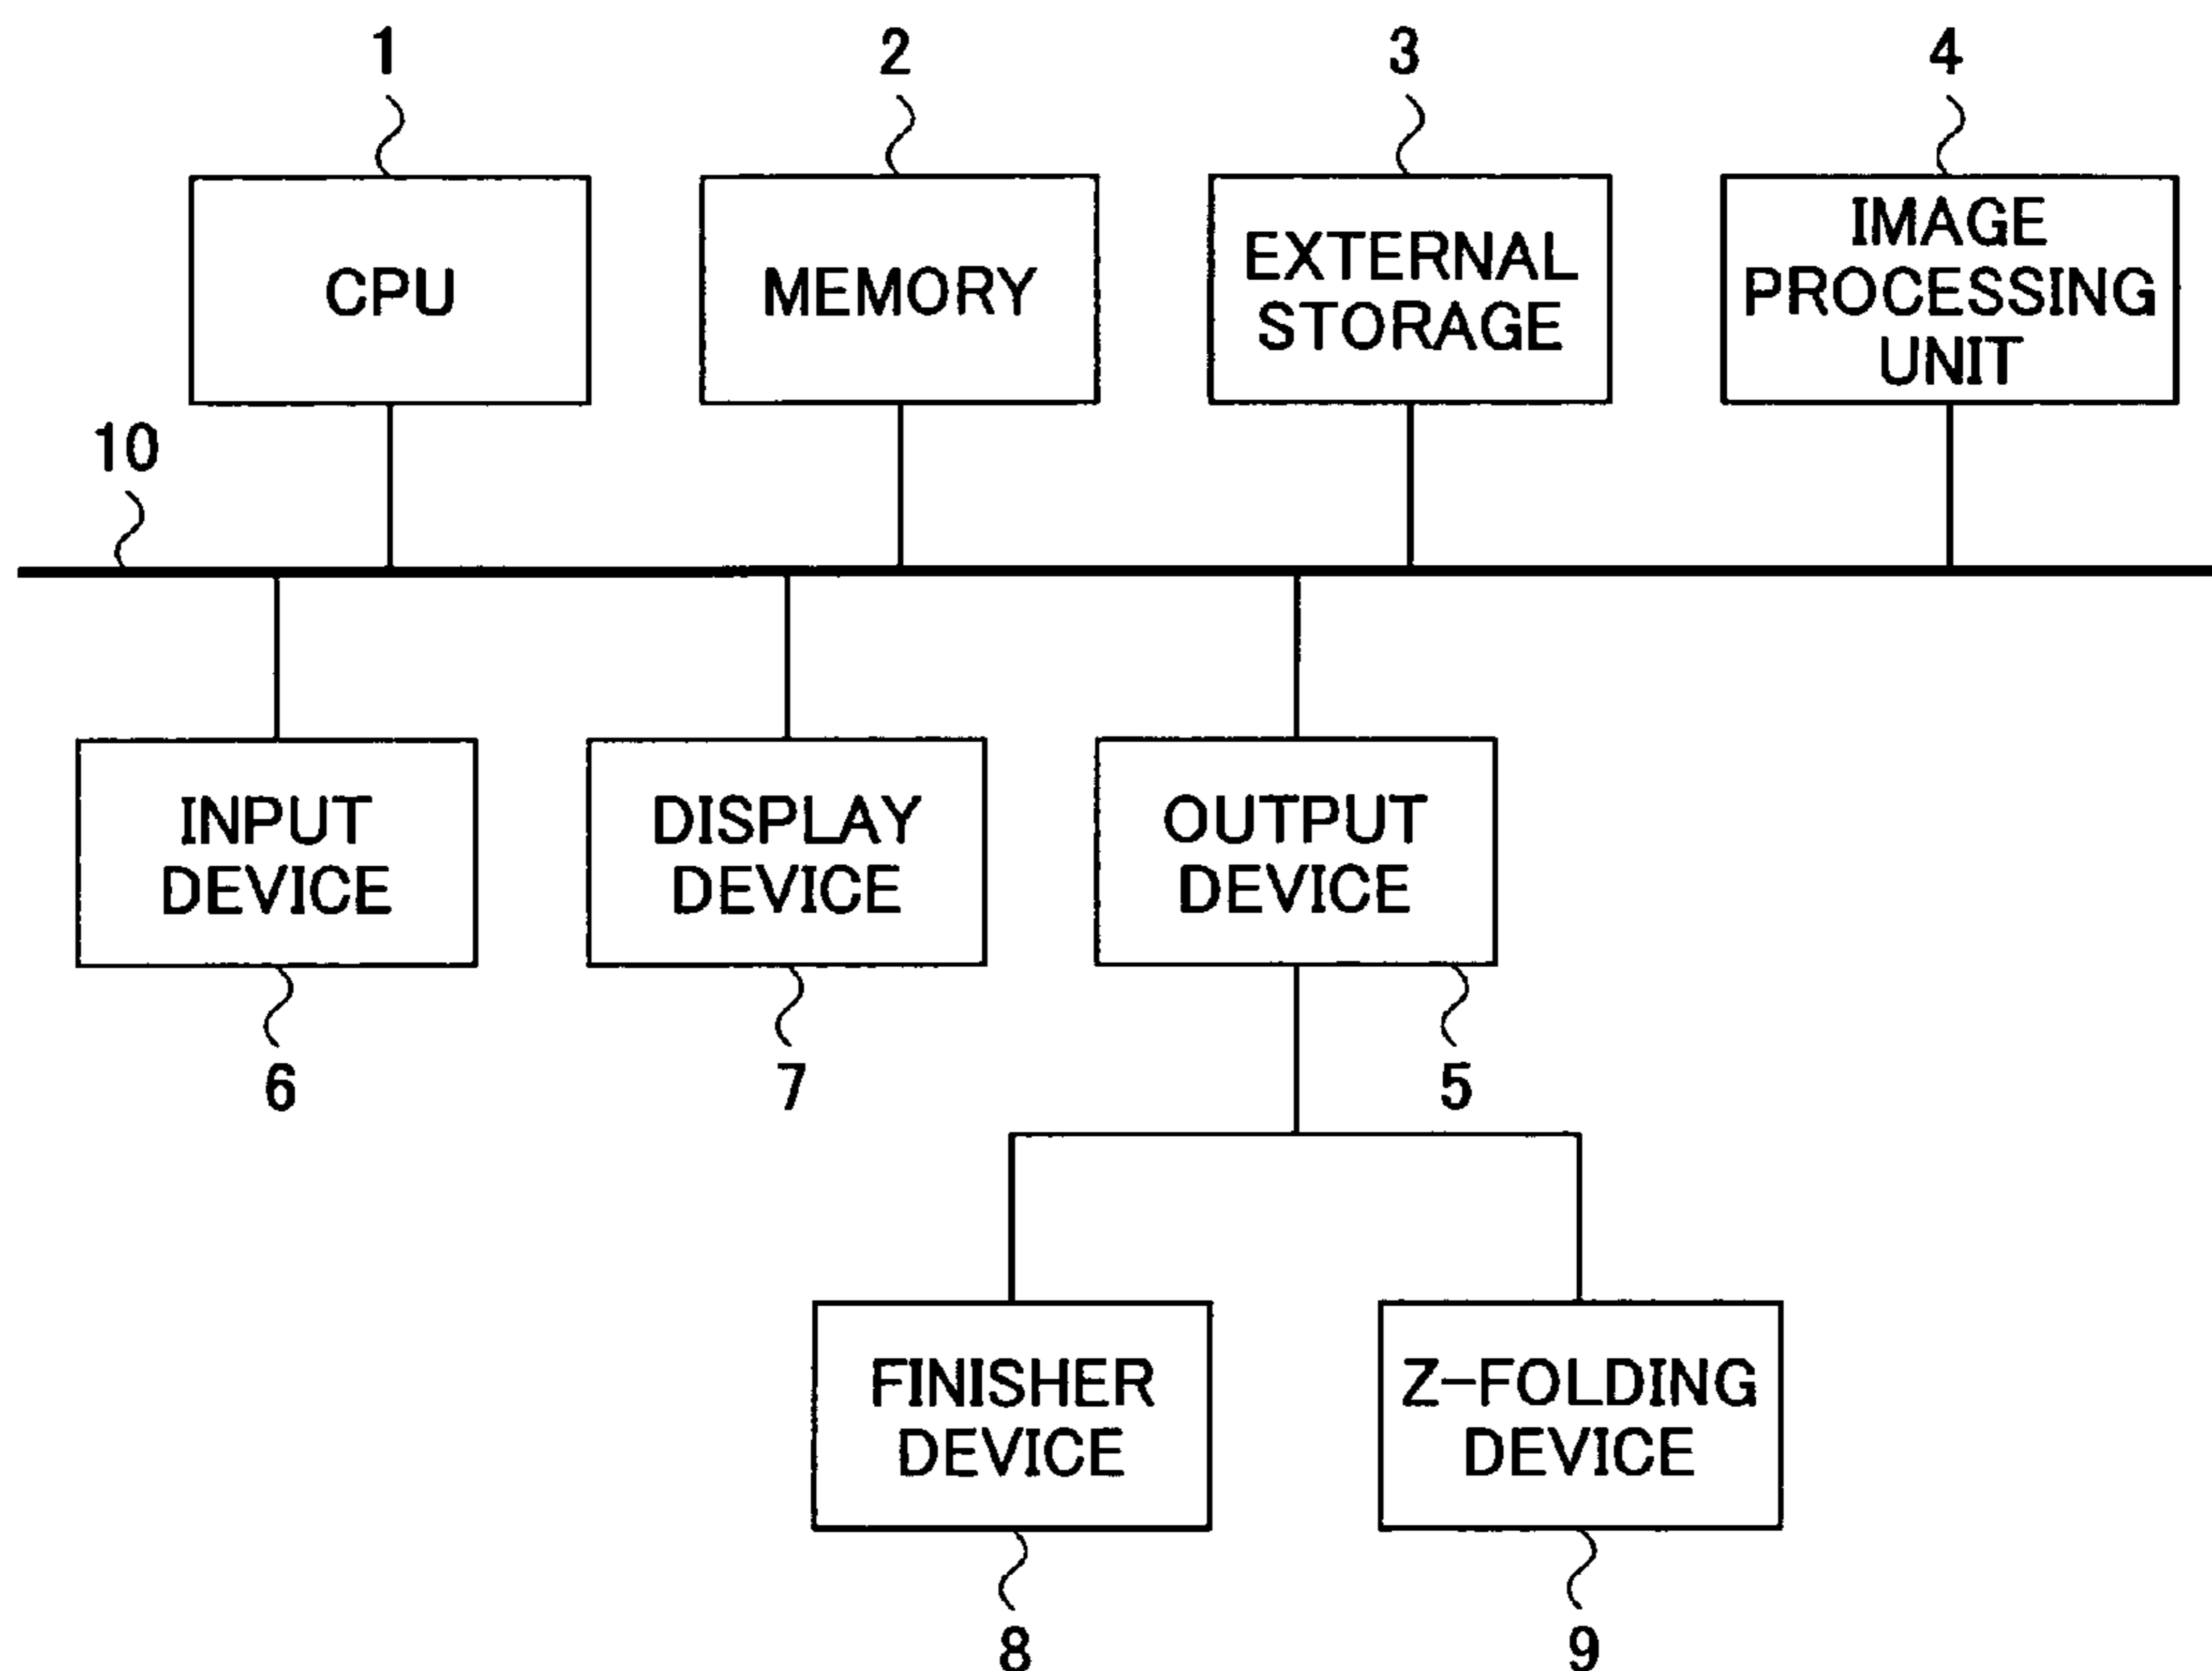 1
2
3
4
CPU
MEMORY
EXTERNAL
STORAGE
IMAGE
PROCESSING
UNIT
10
INPUT
DEVICE
DISPLAY
DEVICE
OUTPUT
DEVICE
6
7
5
FINISHER
DEVICE
Z-FOLDING
DEVICE
8
9